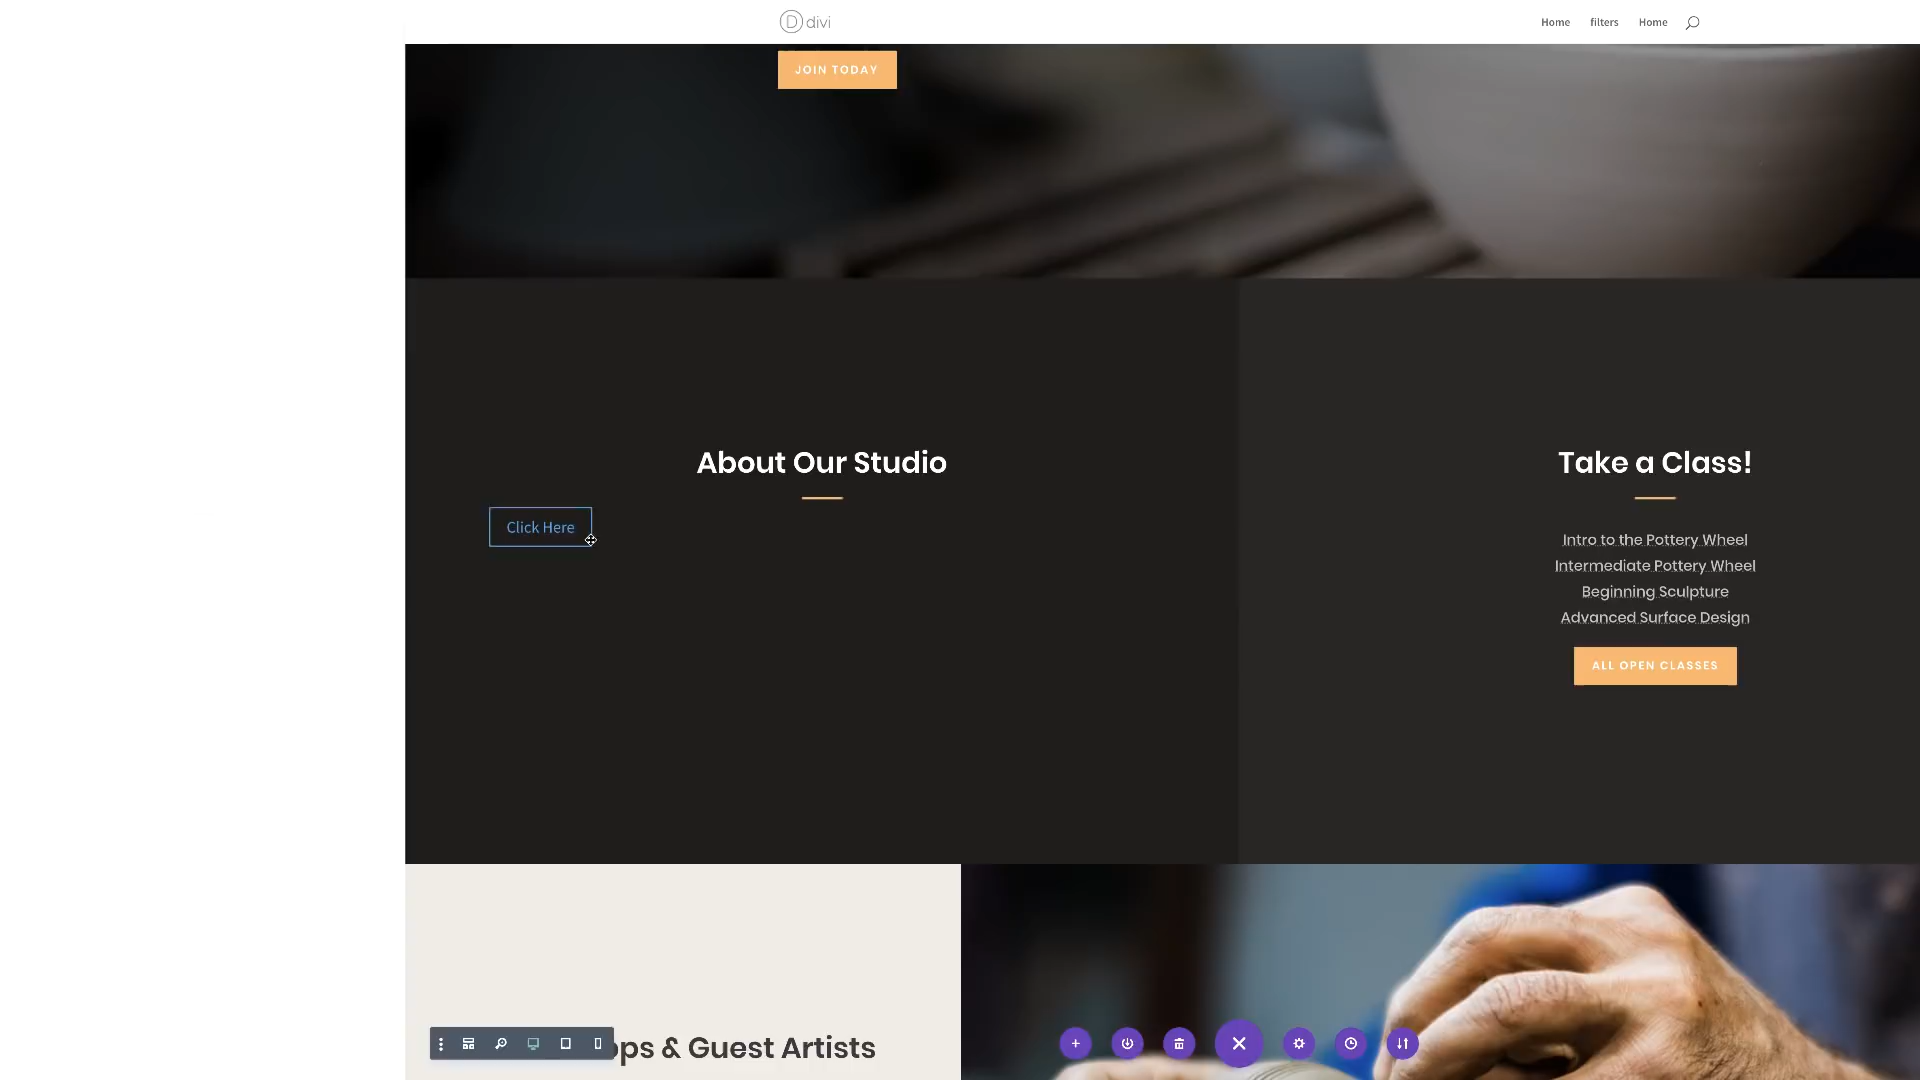 divi
Home filters Home
JOIN TODAY
About Our Studio
Click Here
Take a Class!
Intro to the Pottery Wheel
Intermediate Pottery Wheel
Beginning Sculpture
Advanced Surface Design
ALL OPEN CLASSES
& Guest Artists